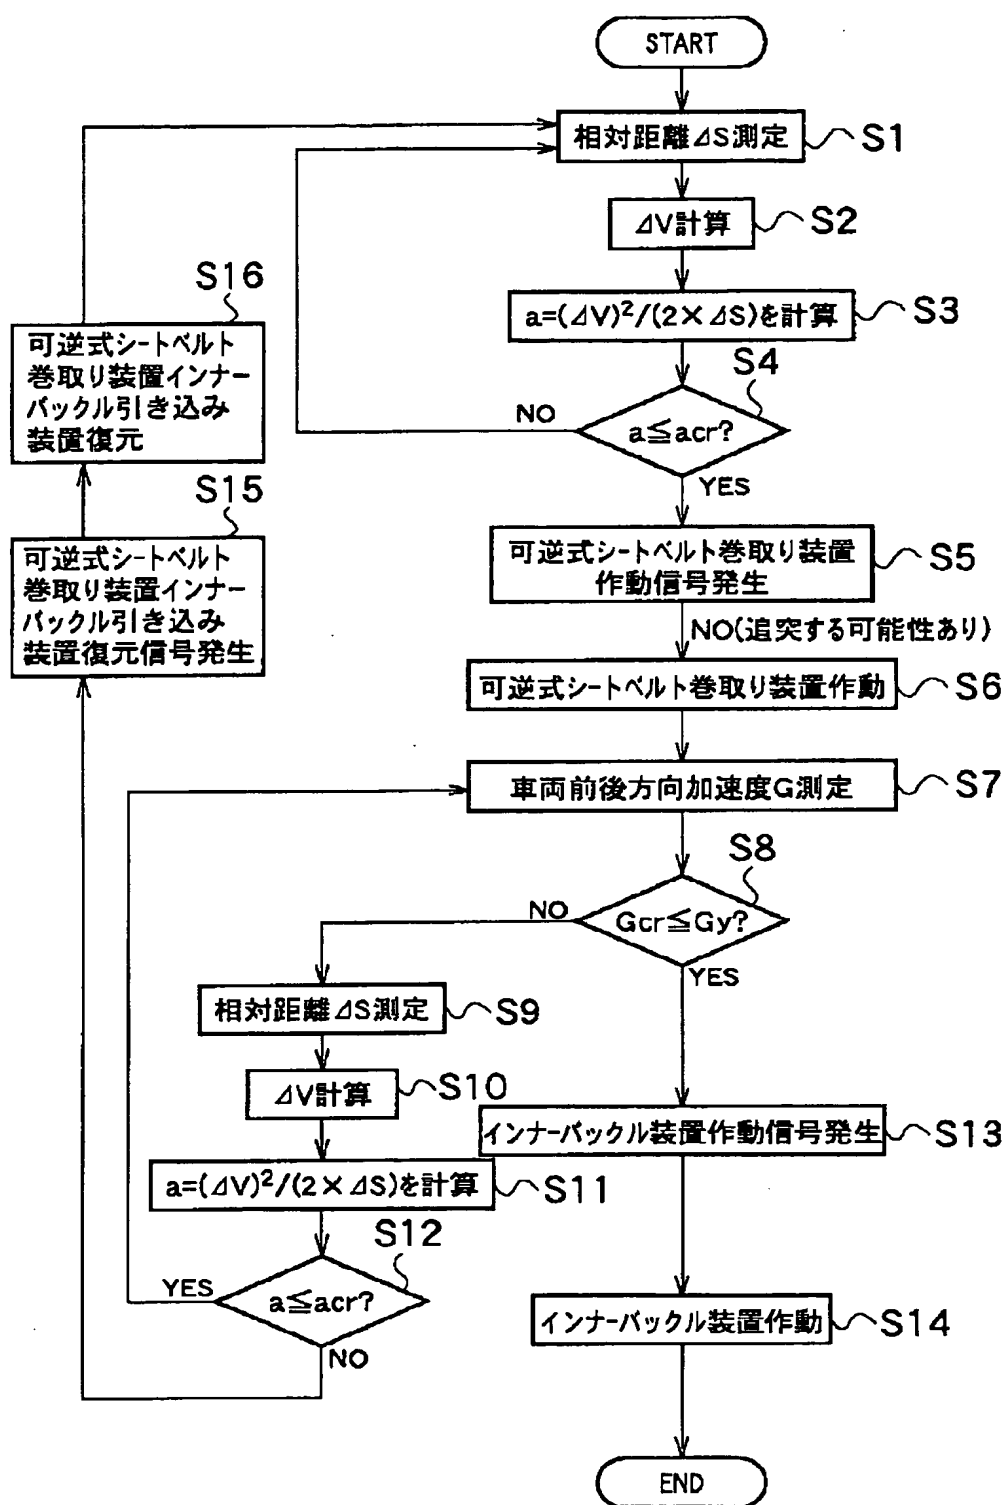 START
相対距離⊿S測定
S1
⊿V計算
S2
a=(⊿V)²/(2×⊿S)を計算
S3
S4
a≦acr?
NO
YES
可逆式シートベルト巻取り装置
作動信号発生
S5
NO(追突する可能性あり)
可逆式シートベルト巻取り装置作動
S6
車両前後方向加速度G測定
S7
S8
Gcr≦Gy?
NO
YES
相対距離⊿S測定
S9
⊿V計算
S10
a=(⊿V)²/(2×⊿S)を計算
S11
S12
a≦acr?
YES
NO
インナーバックル装置作動信号発生
S13
インナーバックル装置作動
S14
END
S15
可逆式シートベルト
巻取り装置インナー
バックル引き込み
装置復元信号発生
S16
可逆式シートベルト
巻取り装置インナー
バックル引き込み
装置復元